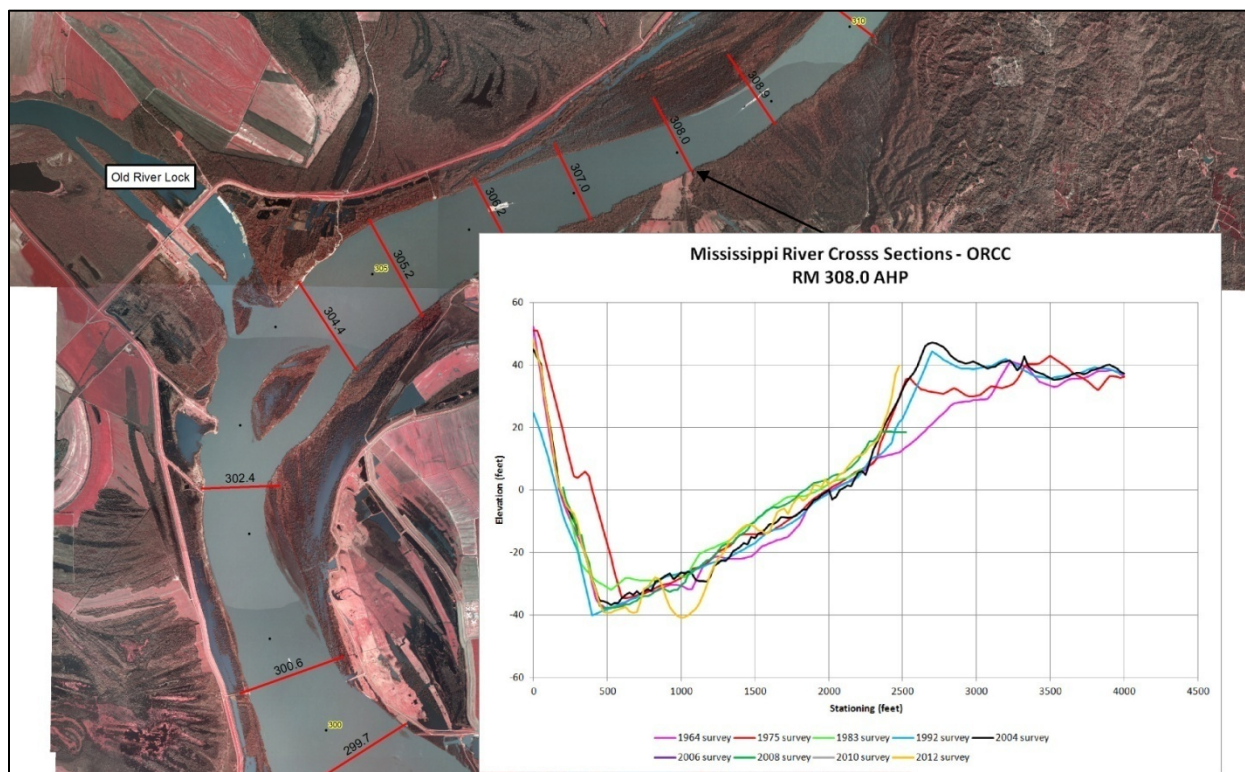 310
308.9
308.0
307.0
306.2
Old River Lock
305.2
305
304.4
302.4
300.6
300
299.7
Mississippi River Crosss Sections - ORCC
RM 308.0 AHP
Elevation (feet)
60
40
20
0
-20
-40
-60
0 500 1000 1500 2000 2500 3000 3500 4000 4500
Stationing (feet)
1964 survey 1975 survey 1983 survey 1992 survey 2004 survey
2006 survey 2008 survey 2010 survey 2012 survey